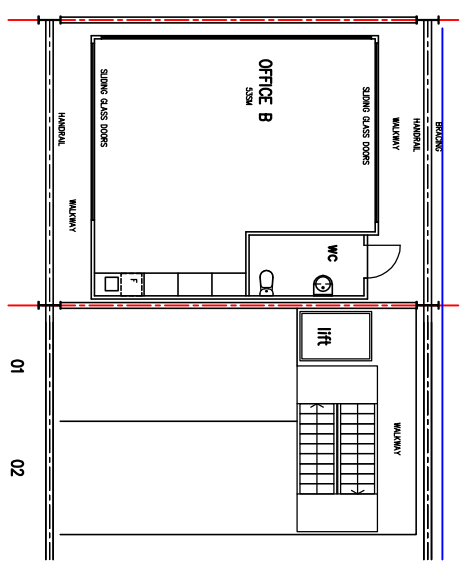 OFFICE B
53SM
SLIDING GLASS DOORS
SLIDING GLASS DOORS
WALKWAY
HANDRAIL
BRACING
HANDRAIL
WALKWAY
WC
F
lift
WALKWAY
01
02